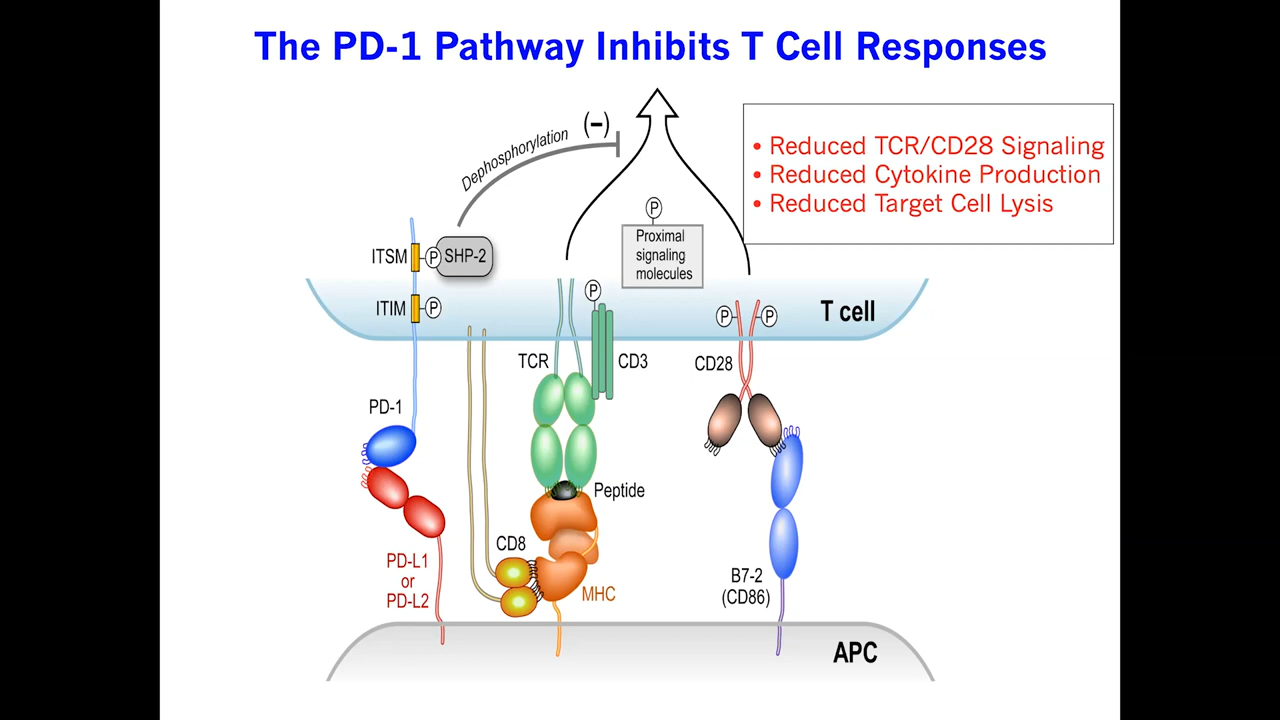 The PD-1 Pathway Inhibits T Cell Responses
(–)
Dephosphorylation
• Reduced TCR/CD28 Signaling
• Reduced Cytokine Production
• Reduced Target Cell Lysis
P
Proximal
signaling
molecules
ITSM
P
SHP-2
ITIM
P
P
P
P
T cell
TCR
CD3
CD28
PD-1
Peptide
CD8
PD-L1
or
PD-L2
MHC
B7-2
(CD86)
APC